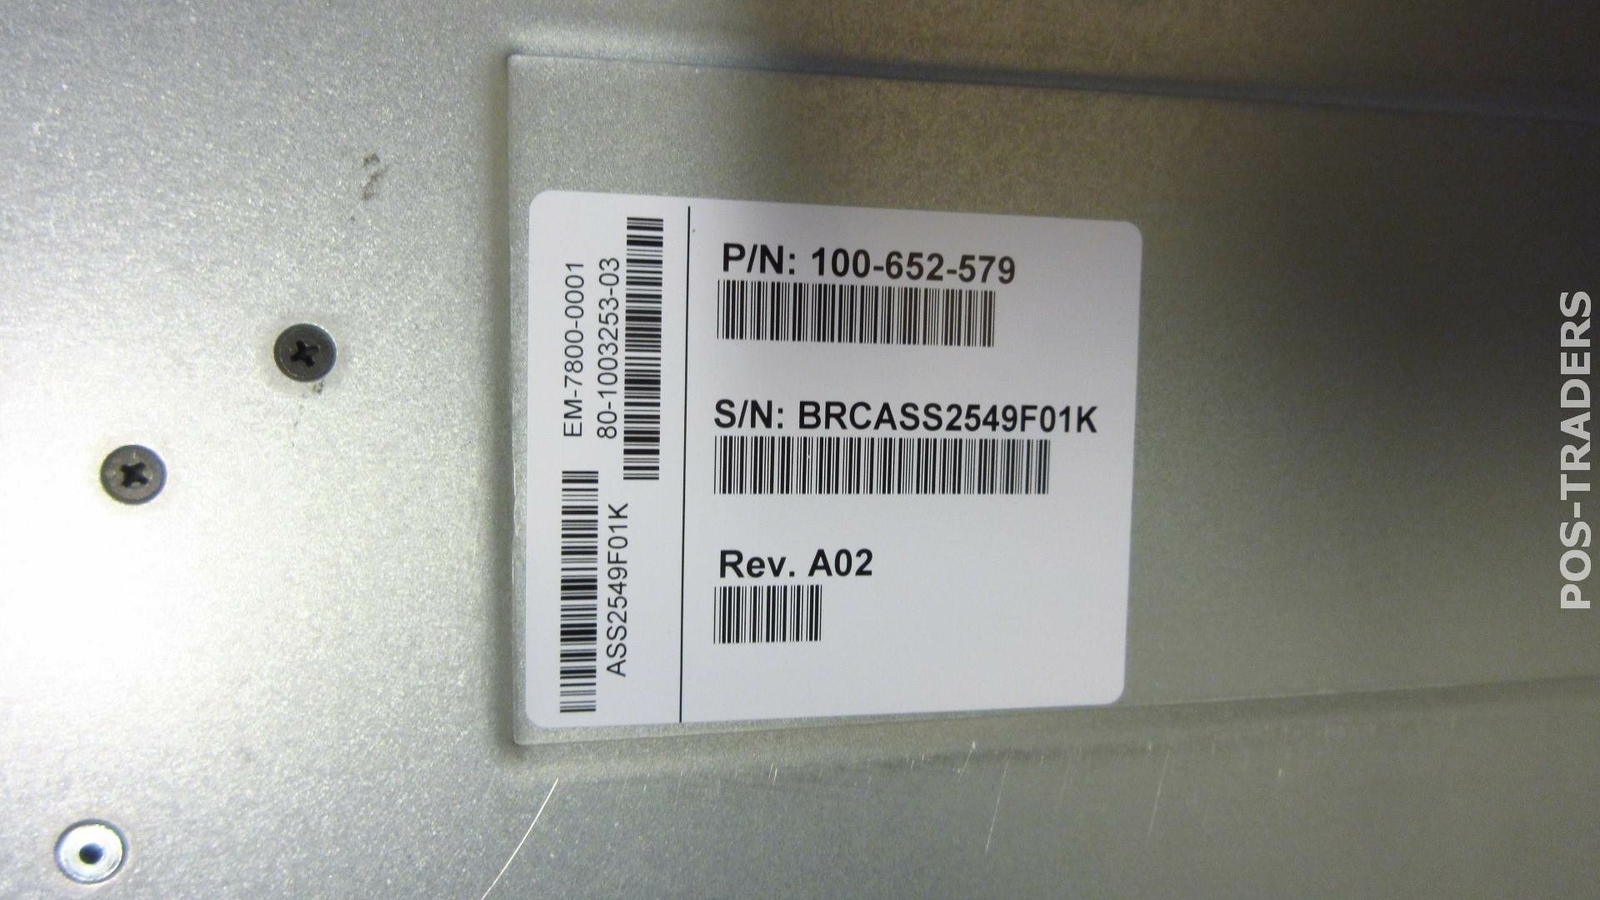 EM-7800-0001
80-1003253-03
ASS2549F01K
P/N: 100-652-579
S/N: BRCASS2549F01K
Rev. A02
POS-TRADERS